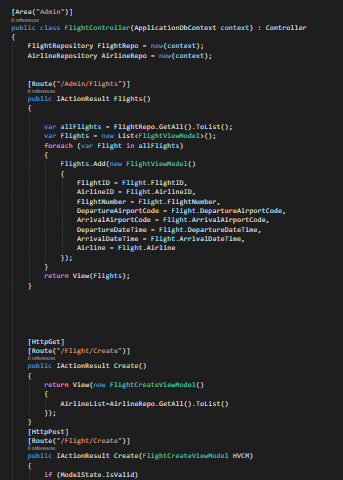 [Area("Admin")]
0 references
public class FlightController(ApplicationDbContext context) : Controller
{
FlightRepository FlightRepo = new(context);
AirlineRepository AirlineRepo = new(context);
[Route("/Admin/Flights")]
0 references
public IActionResult Flights()
{
var allFlights = FlightRepo.GetAll().ToList();
var Flights = new List<FlightViewModel>();
foreach (var Flight in allFlights)
{
Flights.Add(new FlightViewModel()
{
FlightID = Flight.FlightID,
AirlineID = Flight.AirlineID,
FlightNumber = Flight.FlightNumber,
DepartureAirportCode = Flight.DepartureAirportCode,
ArrivalAirportCode = Flight.ArrivalAirportCode,
DepartureDateTime = Flight.DepartureDateTime,
ArrivalDateTime = Flight.ArrivalDateTime,
Airline = Flight.Airline
});
}
return View(Flights);
}
[HttpGet]
[Route("/Flight/Create")]
0 references
public IActionResult Create()
{
return View(new FlightCreateViewModel()
{
AirlineList=AirlineRepo.GetAll().ToList()
});
}
[HttpPost]
[Route("/Flight/Create")]
0 references
public IActionResult Create(FlightCreateViewModel HVCM)
{
if (ModelState.IsValid)